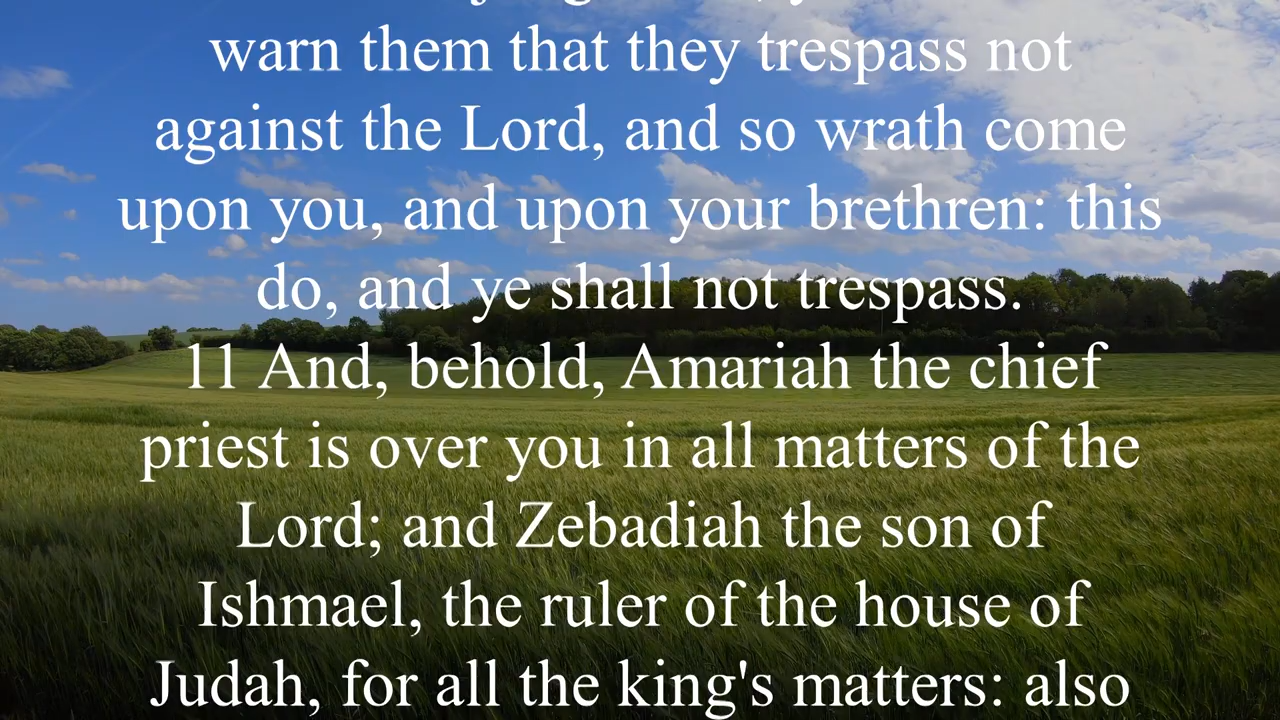 warn them that they trespass not
against the Lord, and so wrath come
upon you, and upon your brethren: this
do, and ye shall not trespass.
11 And, behold, Amariah the chief
priest is over you in all matters of the
Lord; and Zebadiah the son of
Ishmael, the ruler of the house of
Judah, for all the king's matters: also